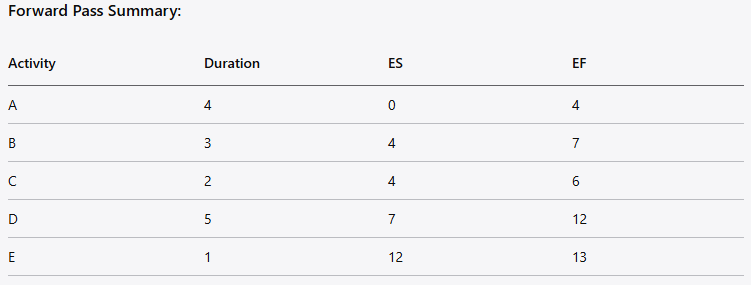 Forward Pass Summary:
Activity Duration ES EF
A 4 0 4
B 3 4 7
C 2 4 6
D 5 7 12
E 1 12 13